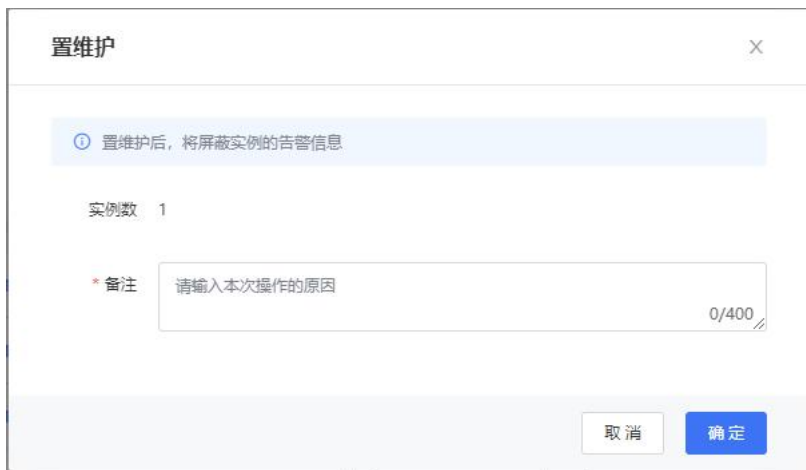 置维护
置维护后，将屏蔽实例的告警信息
实例数 1
* 备注 请输入本次操作的原因
0/400
取消 确定